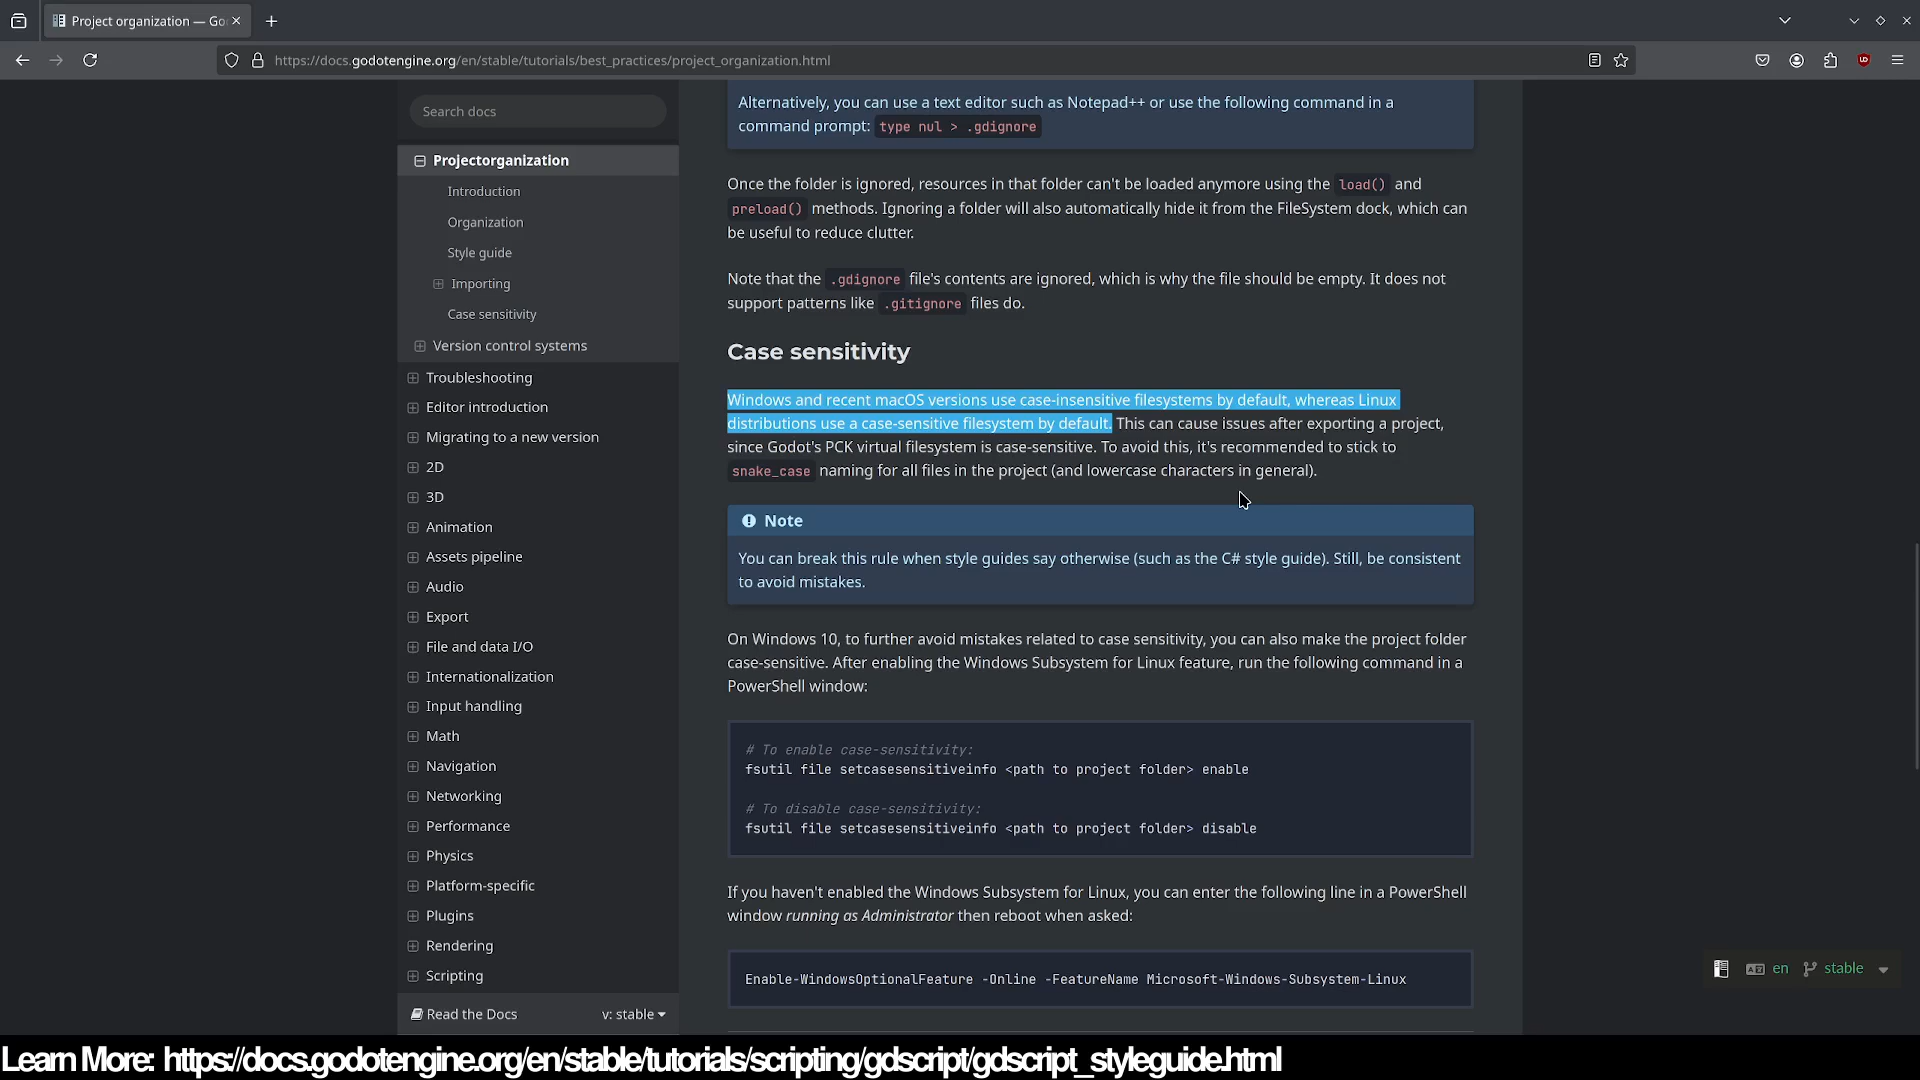 Project organization — Go
https://docs.godotengine.org/en/stable/tutorials/best_practices/project_organization.html
Search docs
Projectorganization
Introduction
Organization
Style guide
Importing
Case sensitivity
Version control systems
Troubleshooting
Editor introduction
Migrating to a new version
2D
3D
Animation
Assets pipeline
Audio
Export
File and data I/O
Internationalization
Input handling
Math
Navigation
Networking
Performance
Physics
Platform-specific
Plugins
Rendering
Scripting
Read the Docs v: stable
Alternatively, you can use a text editor such as Notepad++ or use the following command in a
command prompt: type nul > .gdignore
Once the folder is ignored, resources in that folder can't be loaded anymore using the load() and
preload() methods. Ignoring a folder will also automatically hide it from the FileSystem dock, which can
be useful to reduce clutter.
Note that the .gdignore file's contents are ignored, which is why the file should be empty. It does not
support patterns like .gitignore files do.
Case sensitivity
Windows and recent macOS versions use case-insensitive filesystems by default, whereas Linux
distributions use a case-sensitive filesystem by default. This can cause issues after exporting a project,
since Godot's PCK virtual filesystem is case-sensitive. To avoid this, it's recommended to stick to
snake_case naming for all files in the project (and lowercase characters in general).
Note
You can break this rule when style guides say otherwise (such as the C# style guide). Still, be consistent
to avoid mistakes.
On Windows 10, to further avoid mistakes related to case sensitivity, you can also make the project folder
case-sensitive. After enabling the Windows Subsystem for Linux feature, run the following command in a
PowerShell window:
# To enable case-sensitivity:
fsutil file setcasesensitiveinfo <path to project folder> enable
# To disable case-sensitivity:
fsutil file setcasesensitiveinfo <path to project folder> disable
If you haven't enabled the Windows Subsystem for Linux, you can enter the following line in a PowerShell
window running as Administrator then reboot when asked:
Enable-WindowsOptionalFeature -Online -FeatureName Microsoft-Windows-Subsystem-Linux
en stable
Learn More: https://docs.godotengine.org/en/stable/tutorials/scripting/gdscript/gdscript_styleguide.html